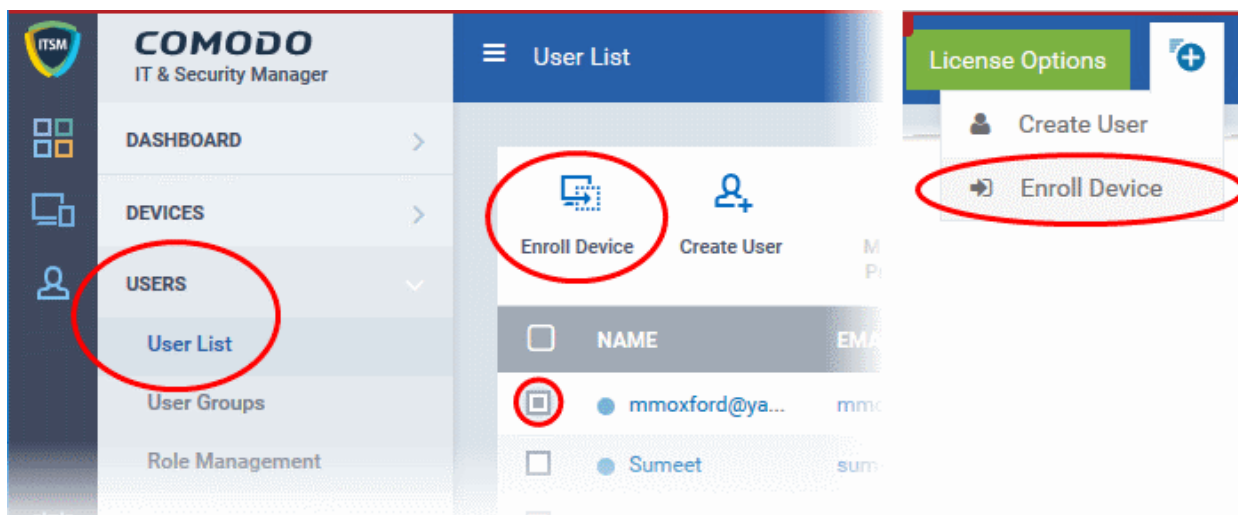 ITSM
COMODO
IT & Security Manager
User List
License Options
Create User
Enroll Device
DASHBOARD
DEVICES
USERS
User List
User Groups
Role Management
Enroll Device
Create User
NAME
mmoxford@ya...
Sumeet